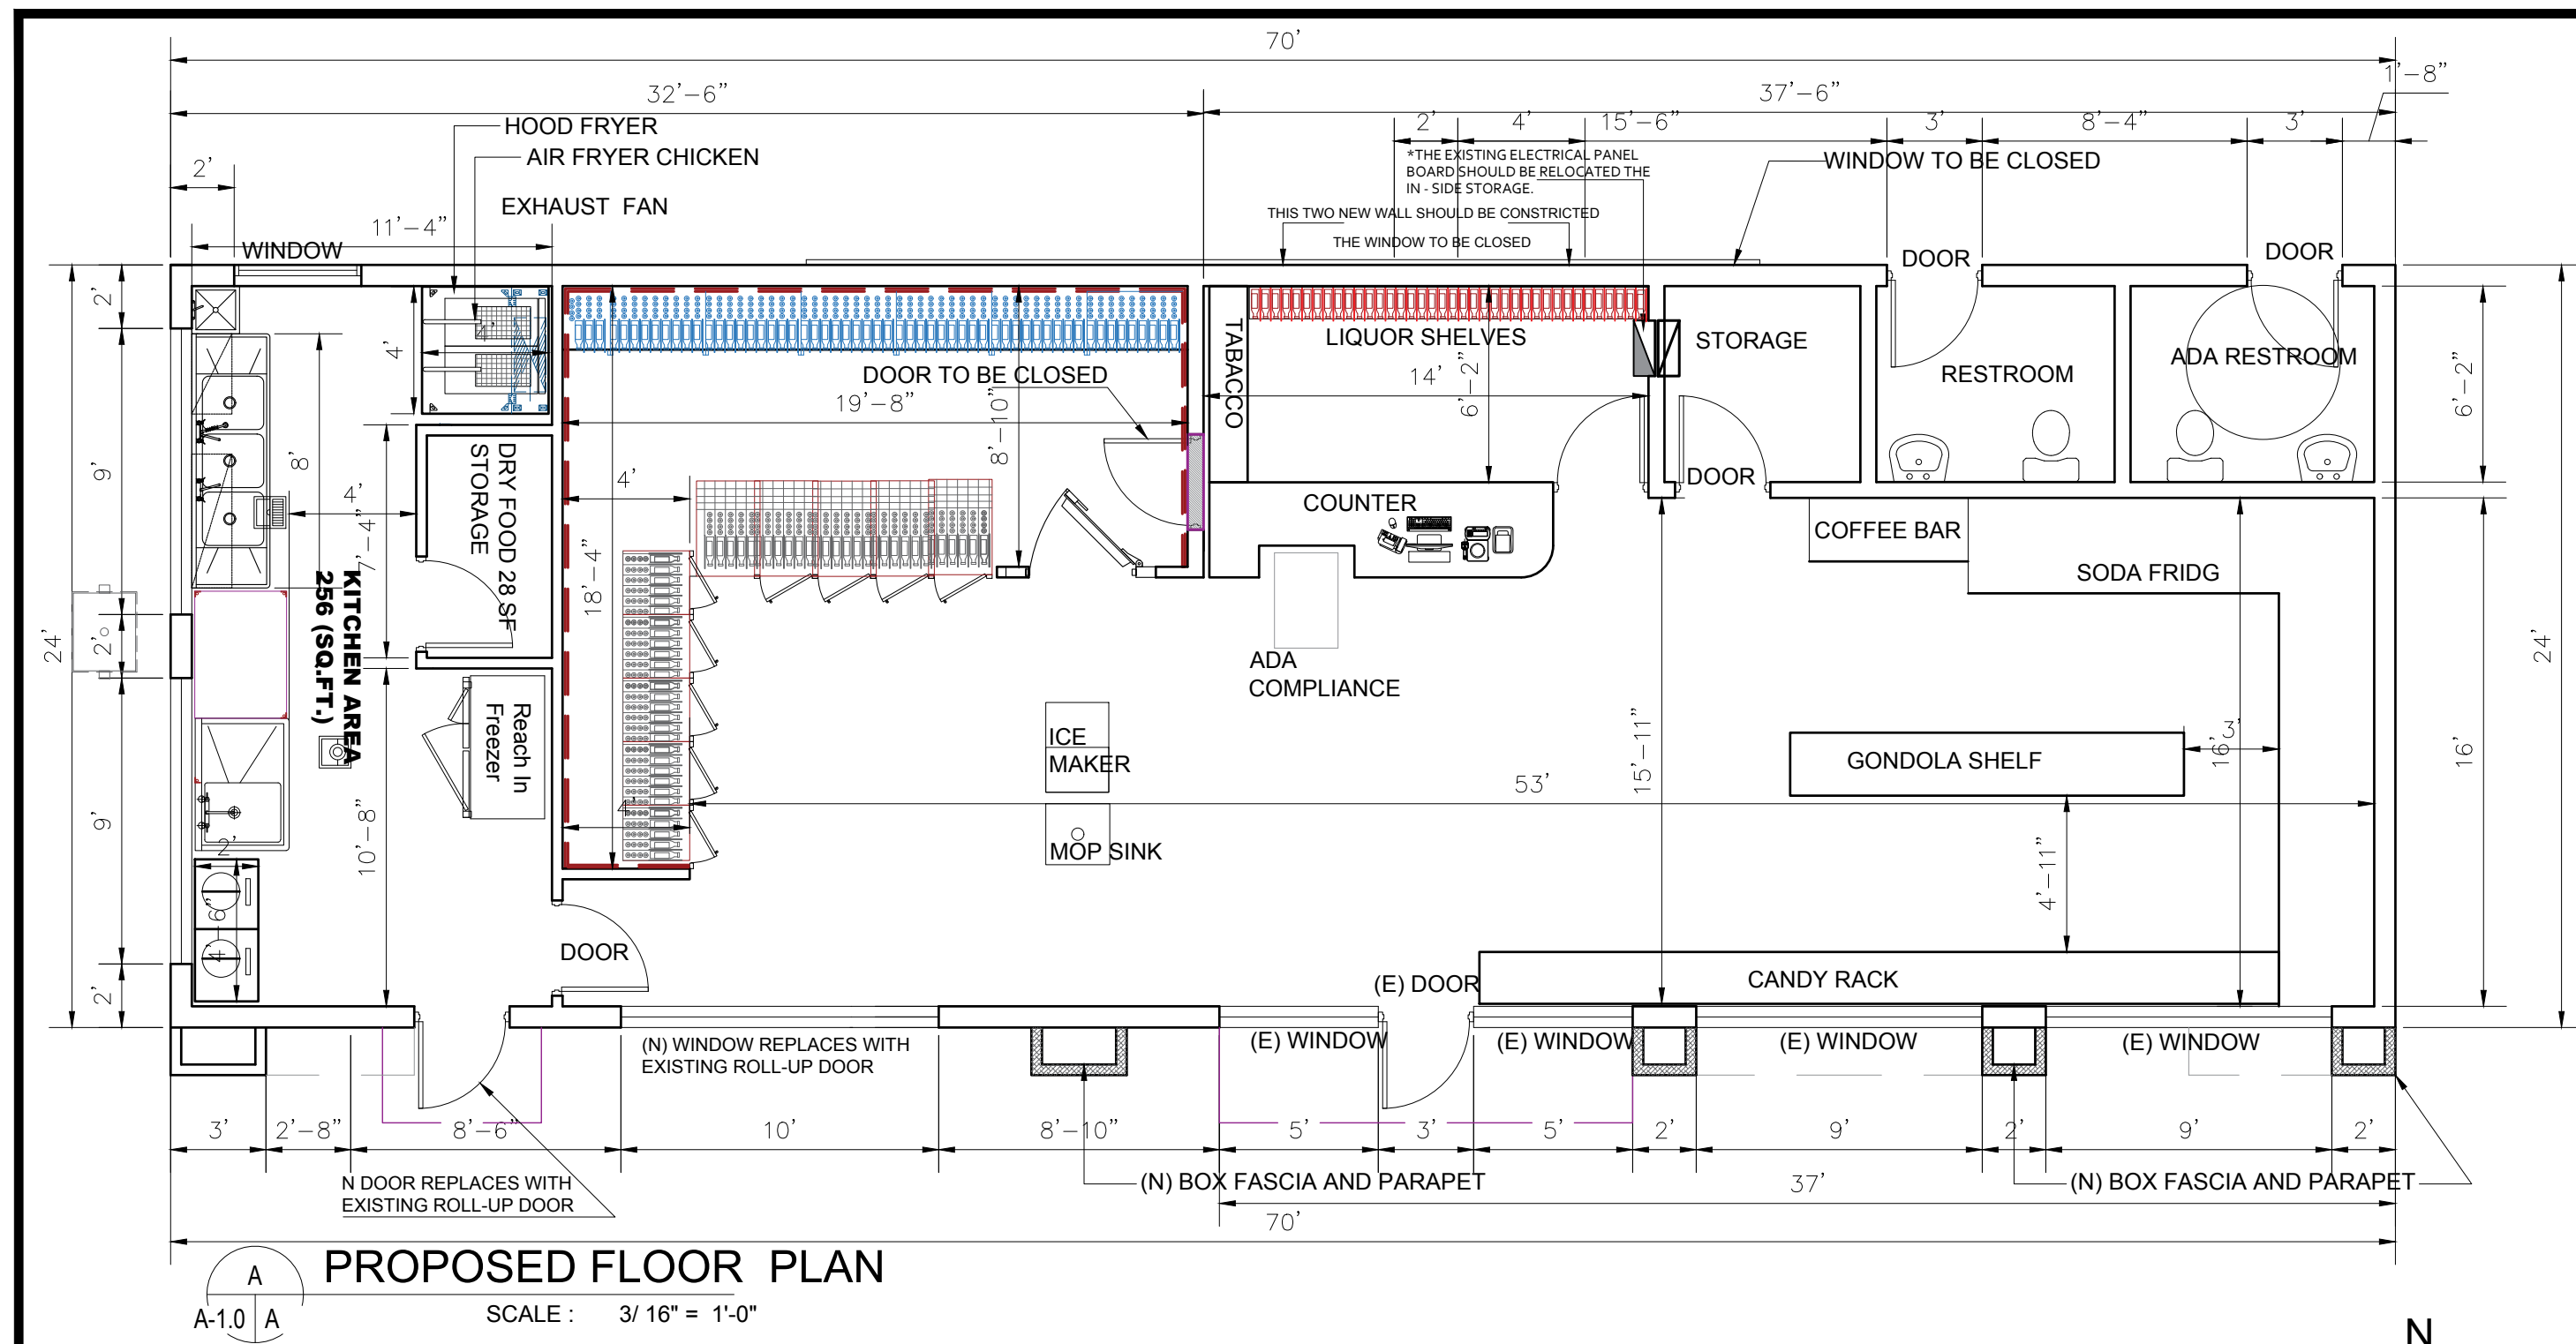 70'
1'-8"
32'-6"
37'-6"
2'
4'
15'-6"
3'
8'-4"
3'
HOOD FRYER
AIR FRYER CHICKEN
EXHAUST FAN
2'
11'-4"
WINDOW
*THE EXISTING ELECTRICAL PANEL
BOARD SHOULD BE RELOCATED THE
IN - SIDE STORAGE.
WINDOW TO BE CLOSED
THIS TWO NEW WALL SHOULD BE CONSTRICTED
THE WINDOW TO BE CLOSED
DOOR
DOOR
2'
9'
2'
9'
2'
24'
4'
4'
8'
4'
7'-4"
DRY FOOD 28 SF
STORAGE
KITCHEN AREA
256 (SQ.FT.)
Reach In
Freezer
10'-8"
2'
4'-6"
DOOR TO BE CLOSED
19'-8"
8'-10"
4'
18'-4"
4'
TABACCO
LIQUOR SHELVES
14'
6'-2"
STORAGE
RESTROOM
ADA RESTROOM
6'-2"
COUNTER
DOOR
COFFEE BAR
SODA FRIDG
ADA
COMPLIANCE
ICE
MAKER
MOP SINK
53'
15'-11"
GONDOLA SHELF
3'
16'
16'
24'
4'-11"
CANDY RACK
DOOR
(E) DOOR
(N) WINDOW REPLACES WITH
EXISTING ROLL-UP DOOR
(E) WINDOW
(E) WINDOW
(E) WINDOW
(E) WINDOW
3'
2'-8"
8'-6"
10'
8'-10"
5'
3'
5'
2'
9'
2'
9'
2'
N DOOR REPLACES WITH
EXISTING ROLL-UP DOOR
(N) BOX FASCIA AND PARAPET
37'
(N) BOX FASCIA AND PARAPET
70'
A
A-1.0 A
PROPOSED FLOOR PLAN
SCALE : 3/ 16" = 1'-0"
N